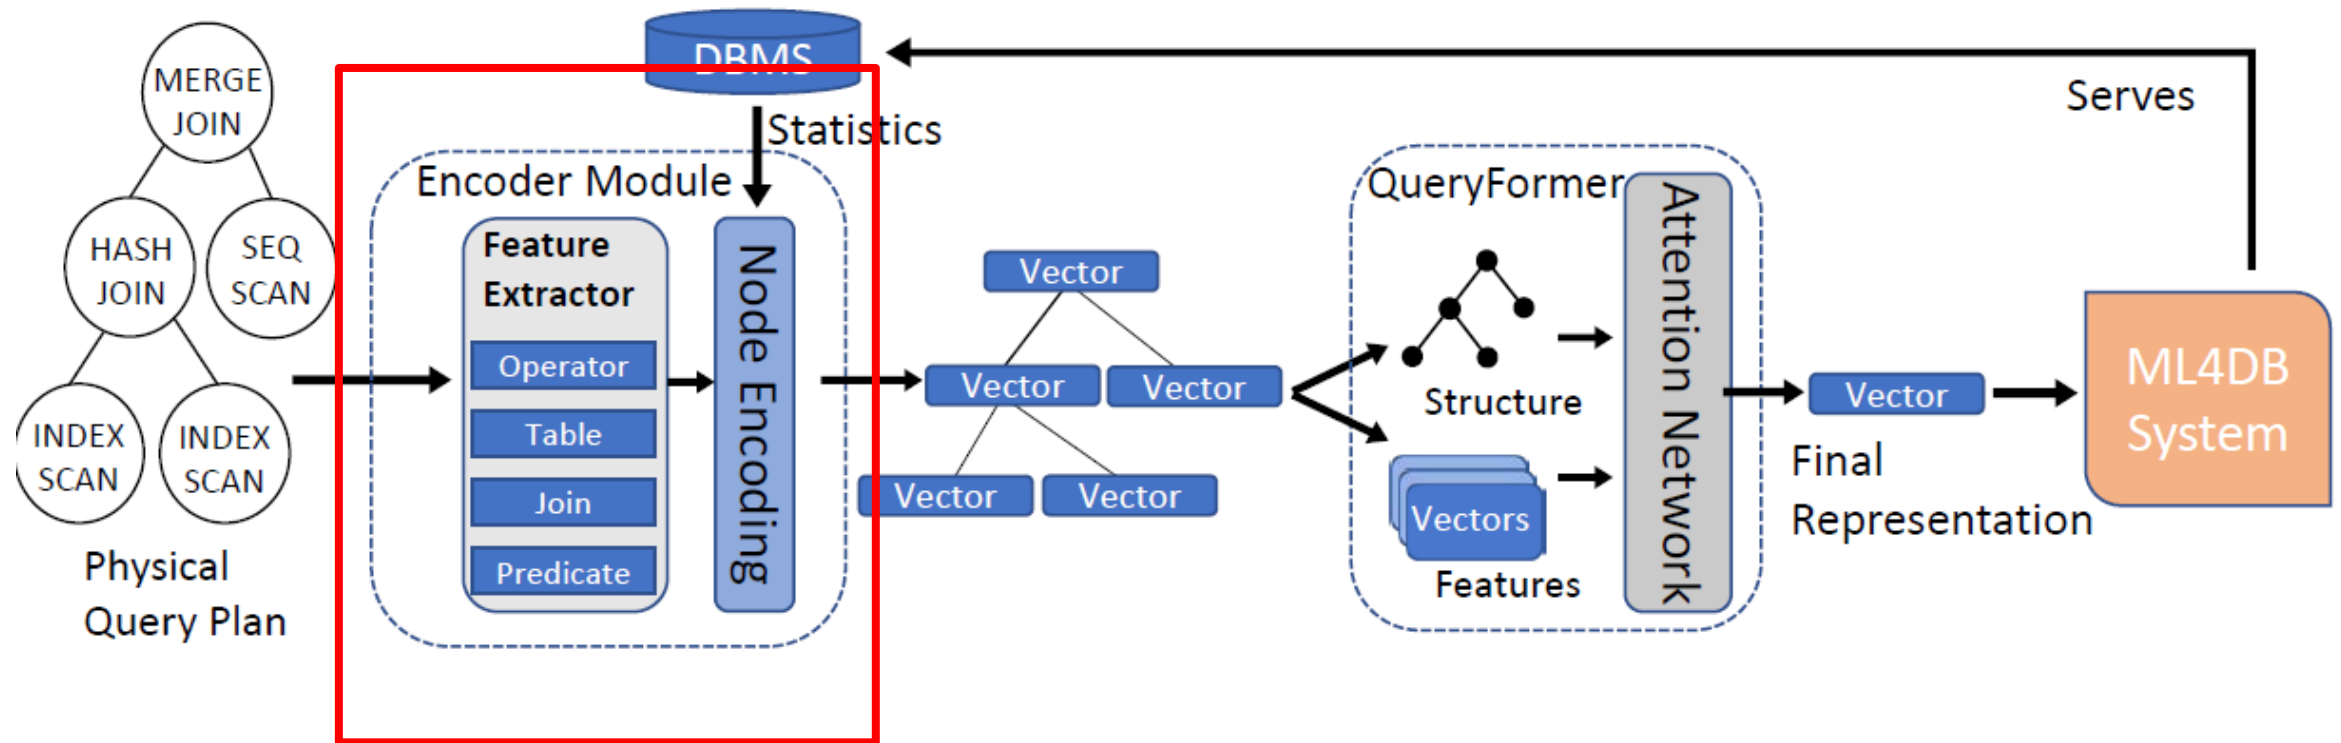 MERGE
JOIN
HASH
JOIN
SEQ
SCAN
INDEX
SCAN
INDEX
SCAN
Physical
Query Plan
DBMS
Statistics
Encoder Module
Feature
Extractor
Operator
Table
Join
Predicate
Node Encoding
Vector
Vector
Vector
Vector
Vector
QueryFormer
Structure
Vectors
Features
Attention Network
Vector
Final
Representation
Serves
ML4DB
System